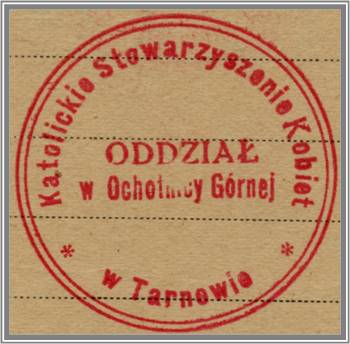 Katolickie Stowarzyszenie Kobiet
ODDZIAŁ
w Ochotnicy Górnej
* w Tarnowie *